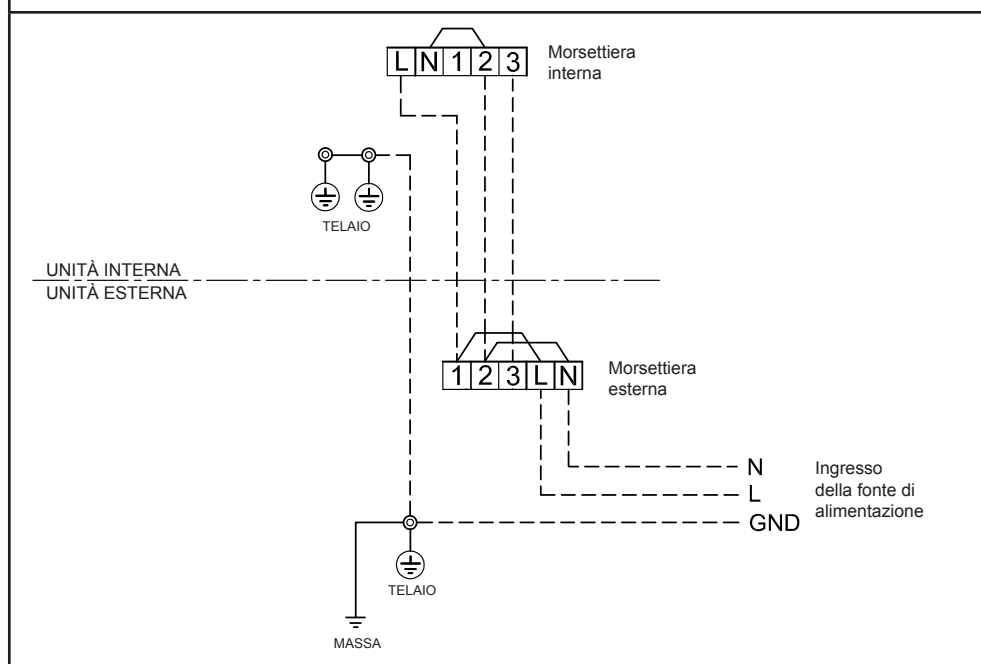 L N 1 2 3
Morsettiera
interna
TELAIO
UNITÀ INTERNA
UNITÀ ESTERNA
1 2 3 L N
Morsettiera
esterna
N
L
GND
Ingresso
della fonte di
alimentazione
TELAIO
MASSA